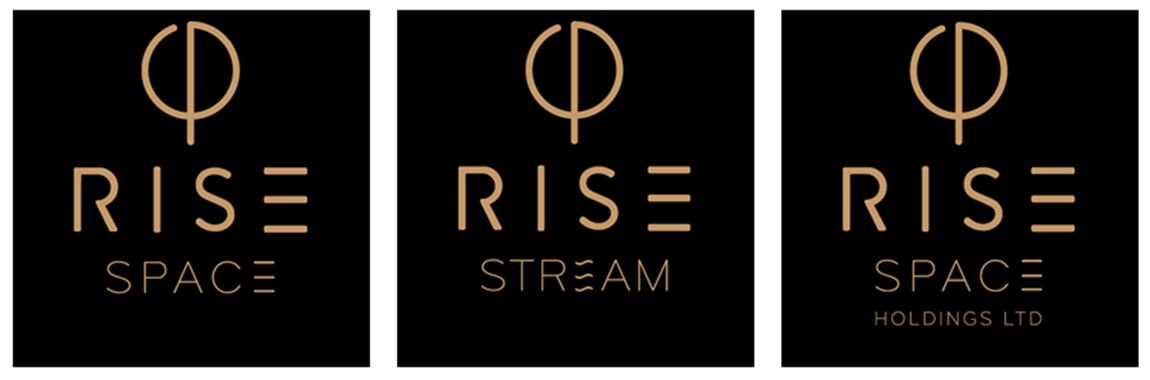 RISE
SPACE
RISE
STREAM
RISE
SPACE
HOLDINGS LTD